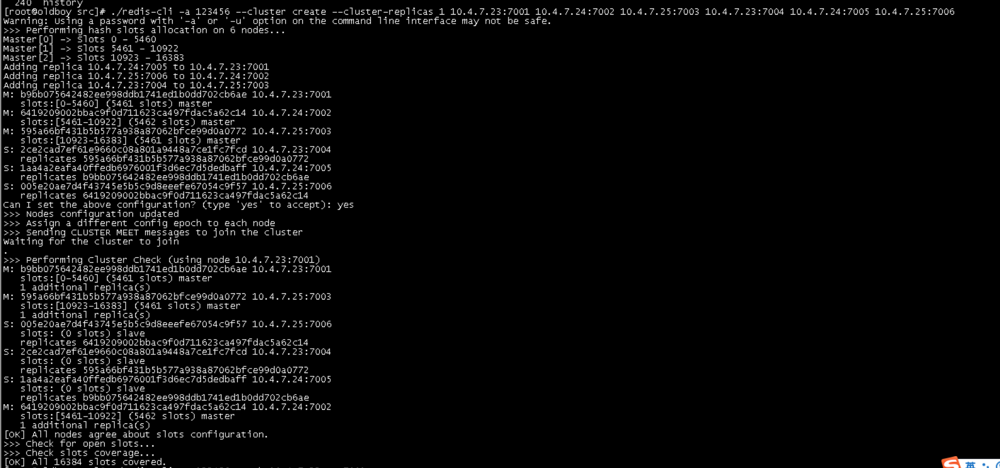 240  history
[root@oldboy src]# ./redis-cli -a 123456 --cluster create --cluster-replicas 1 10.4.7.23:7001 10.4.7.24:7002 10.4.7.25:7003 10.4.7.23:7004 10.4.7.24:7005 10.4.7.25:7006
Warning: Using a password with '-a' or '-u' option on the command line interface may not be safe.
>>> Performing hash slots allocation on 6 nodes...
Master[0] -> Slots 0 - 5460
Master[1] -> Slots 5461 - 10922
Master[2] -> Slots 10923 - 16383
Adding replica 10.4.7.24:7005 to 10.4.7.23:7001
Adding replica 10.4.7.25:7006 to 10.4.7.24:7002
Adding replica 10.4.7.23:7004 to 10.4.7.25:7003
M: b9bb075642482ee998ddb1741ed1b0dd702cb6ae 10.4.7.23:7001
   slots:[0-5460] (5461 slots) master
M: 6419209002bbac9f0d711623ca497fdac5a62c14 10.4.7.24:7002
   slots:[5461-10922] (5462 slots) master
M: 595a66bf431b5b577a938a87062bfce99d0a0772 10.4.7.25:7003
   slots:[10923-16383] (5461 slots) master
S: 2ce2cad7ef61e9660c08a801a9448a7ce1fc7fcd 10.4.7.23:7004
   replicates 595a66bf431b5b577a938a87062bfce99d0a0772
S: 1aa4a2eafa40ffedb6976001f3d6ec7d5dedbaff 10.4.7.24:7005
   replicates b9bb075642482ee998ddb1741ed1b0dd702cb6ae
S: 005e20ae7d4f43745e5b5c9d8eeefe67054c9f57 10.4.7.25:7006
   replicates 6419209002bbac9f0d711623ca497fdac5a62c14
Can I set the above configuration? (type 'yes' to accept): yes
>>> Nodes configuration updated
>>> Assign a different config epoch to each node
>>> Sending CLUSTER MEET messages to join the cluster
Waiting for the cluster to join
.
>>> Performing Cluster Check (using node 10.4.7.23:7001)
M: b9bb075642482ee998ddb1741ed1b0dd702cb6ae 10.4.7.23:7001
   slots:[0-5460] (5461 slots) master
   1 additional replica(s)
M: 595a66bf431b5b577a938a87062bfce99d0a0772 10.4.7.25:7003
   slots:[10923-16383] (5461 slots) master
   1 additional replica(s)
S: 005e20ae7d4f43745e5b5c9d8eeefe67054c9f57 10.4.7.25:7006
   slots: (0 slots) slave
   replicates 6419209002bbac9f0d711623ca497fdac5a62c14
S: 2ce2cad7ef61e9660c08a801a9448a7ce1fc7fcd 10.4.7.23:7004
   slots: (0 slots) slave
   replicates 595a66bf431b5b577a938a87062bfce99d0a0772
S: 1aa4a2eafa40ffedb6976001f3d6ec7d5dedbaff 10.4.7.24:7005
   slots: (0 slots) slave
   replicates b9bb075642482ee998ddb1741ed1b0dd702cb6ae
M: 6419209002bbac9f0d711623ca497fdac5a62c14 10.4.7.24:7002
   slots:[5461-10922] (5462 slots) master
   1 additional replica(s)
[OK] All nodes agree about slots configuration.
>>> Check for open slots...
>>> Check slots coverage...
[OK] All 16384 slots covered.
英